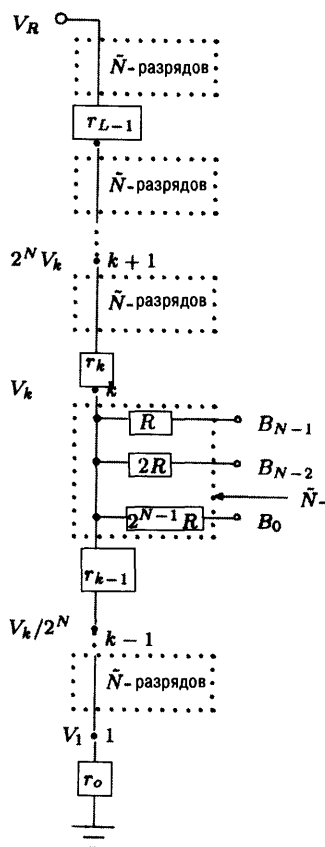 V_R
Ñ- разрядов
r_{L-1}
Ñ- разрядов
2^N V_k k + 1
Ñ- разрядов
r_k
V_k k
R B_{N-1}
2R B_{N-2}
Ñ-
2^{N-1} R B_0
r_{k-1}
V_k/2^N k - 1
Ñ- разрядов
V_1 1
r_o